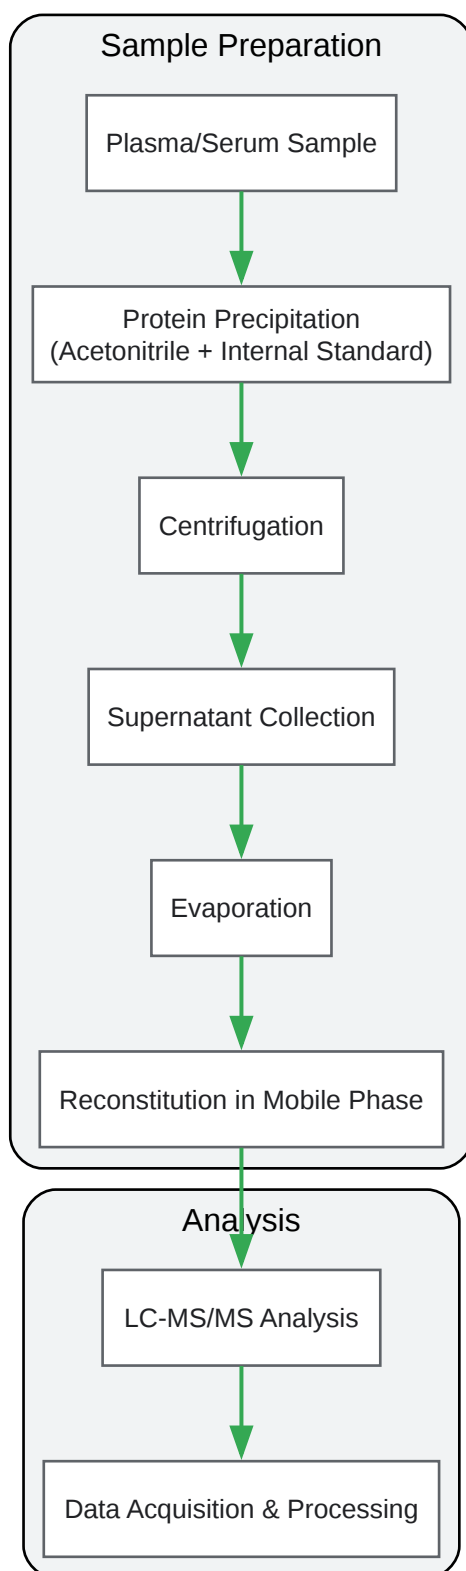 Sample Preparation
Plasma/Serum Sample
Protein Precipitation
(Acetonitrile + Internal Standard)
Centrifugation
Supernatant Collection
Evaporation
Reconstitution in Mobile Phase
Analysis
LC-MS/MS Analysis
Data Acquisition & Processing